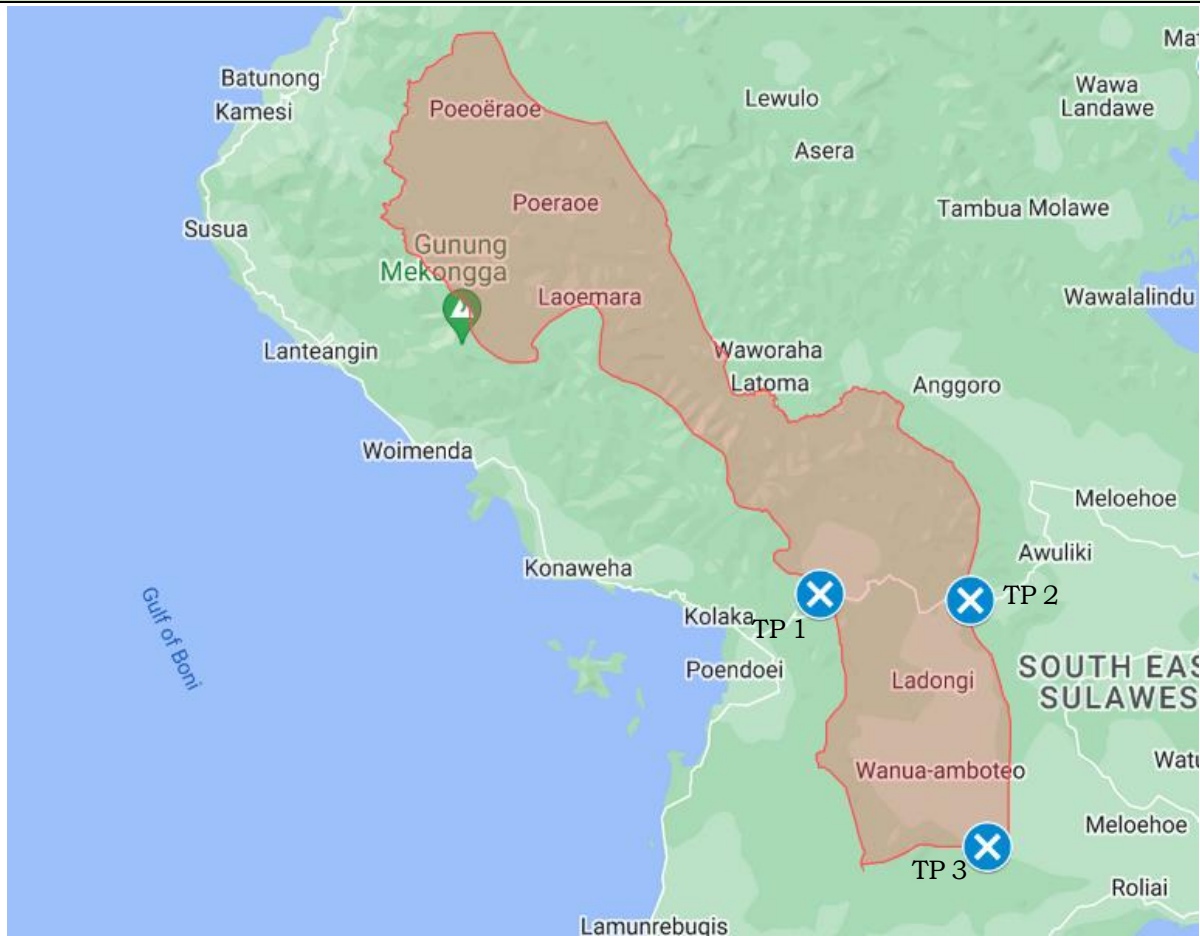 Mat
Batunong
Kamesi
Poeoëraoe
Lewulo
Wawa
Landawe
Asera
Poeraoe
Tambua Molawe
Susua
Gunung
Mekongga
Laoemara
Wawalalindu
Lanteangin
Waworaha
Latoma
Anggoro
Woimenda
Meloehoe
Awuliki
Konaweha
Gulf of Boni
Kolaka
TP 1
TP 2
Poendoei
Ladongi
SOUTH EAS
SULAWES
Wanua-amboteo
Watu
Meloehoe
TP 3
Roliai
Lamunrebugis